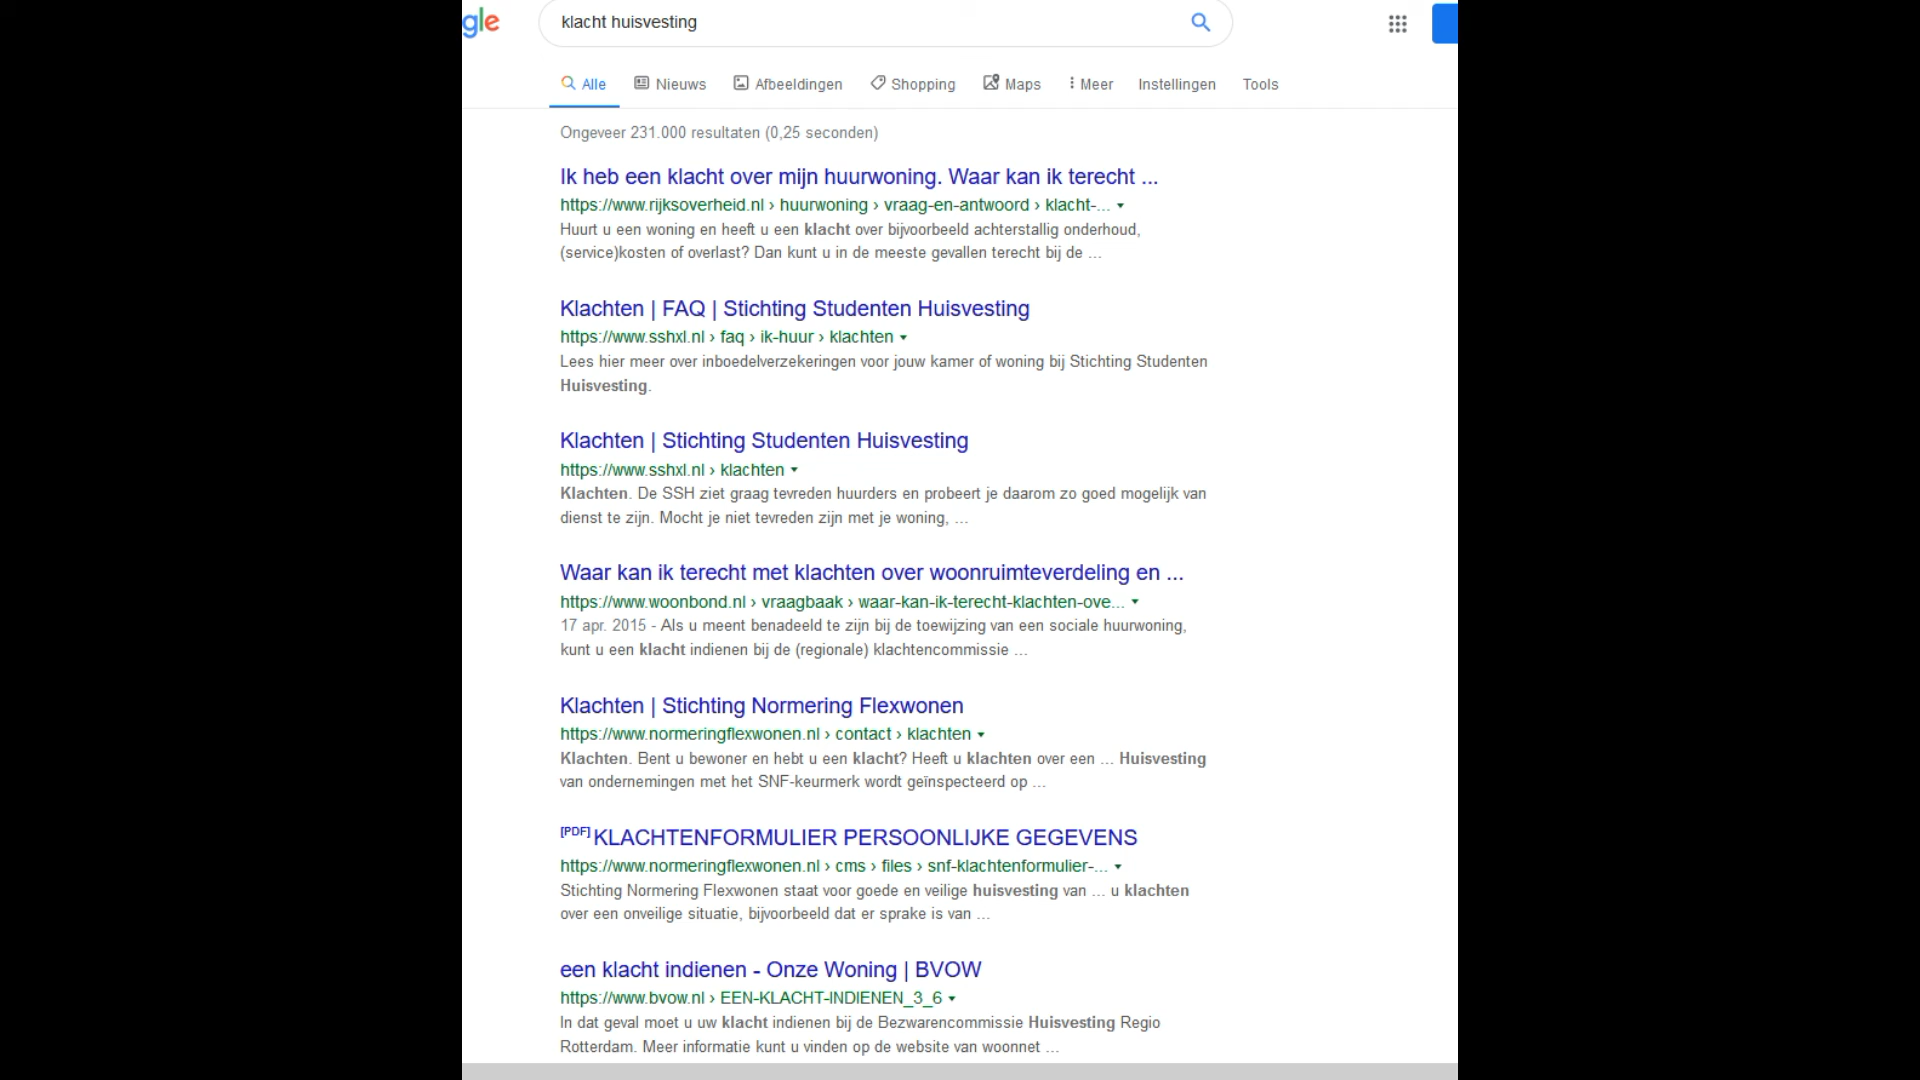 gle
klacht huisvesting
Alle Nieuws Afbeeldingen Shopping Maps Meer Instellingen Tools
Ongeveer 231.000 resultaten (0,25 seconden)
Ik heb een klacht over mijn huurwoning. Waar kan ik terecht ...
https://www.rijksoverheid.nl › huurwoning › vraag-en-antwoord › klacht-...
Huurt u een woning en heeft u een klacht over bijvoorbeeld achterstallig onderhoud,
(service)kosten of overlast? Dan kunt u in de meeste gevallen terecht bij de ...
Klachten | FAQ | Stichting Studenten Huisvesting
https://www.sshxl.nl › faq › ik-huur › klachten
Lees hier meer over inboedelverzekeringen voor jouw kamer of woning bij Stichting Studenten
Huisvesting.
Klachten | Stichting Studenten Huisvesting
https://www.sshxl.nl › klachten
Klachten. De SSH ziet graag tevreden huurders en probeert je daarom zo goed mogelijk van
dienst te zijn. Mocht je niet tevreden zijn met je woning, ...
Waar kan ik terecht met klachten over woonruimteverdeling en ...
https://www.woonbond.nl › vraagbaak › waar-kan-ik-terecht-klachten-ove...
17 apr. 2015 - Als u meent benadeeld te zijn bij de toewijzing van een sociale huurwoning,
kunt u een klacht indienen bij de (regionale) klachtencommissie ...
Klachten | Stichting Normering Flexwonen
https://www.normeringflexwonen.nl › contact › klachten
Klachten. Bent u bewoner en hebt u een klacht? Heeft u klachten over een ... Huisvesting
van ondernemingen met het SNF-keurmerk wordt geïnspecteerd op ...
[PDF] KLACHTENFORMULIER PERSOONLIJKE GEGEVENS
https://www.normeringflexwonen.nl › cms › files › snf-klachtenformulier-...
Stichting Normering Flexwonen staat voor goede en veilige huisvesting van ... u klachten
over een onveilige situatie, bijvoorbeeld dat er sprake is van ...
een klacht indienen - Onze Woning | BVOW
https://www.bvow.nl › EEN-KLACHT-INDIENEN_3_6
In dat geval moet u uw klacht indienen bij de Bezwarencommissie Huisvesting Regio
Rotterdam. Meer informatie kunt u vinden op de website van woonnet ...